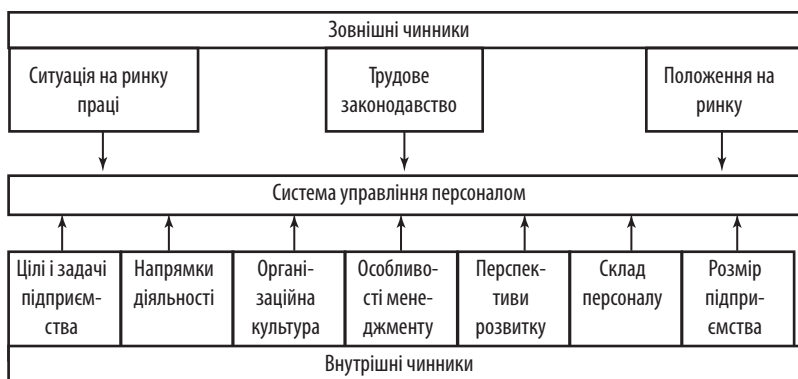 Зовнішні чинники
Ситуація на ринку
праці
Трудове
законодавство
Положення на
ринку
Система управління персоналом
Цілі і задачі
підприєм-
ства
Напрямки
діяльності
Органі-
заційна
культура
Особливо-
сті мене-
джменту
Перспек-
тиви
розвитку
Склад
персоналу
Розмір
підпри-
ємства
Внутрішні чинники